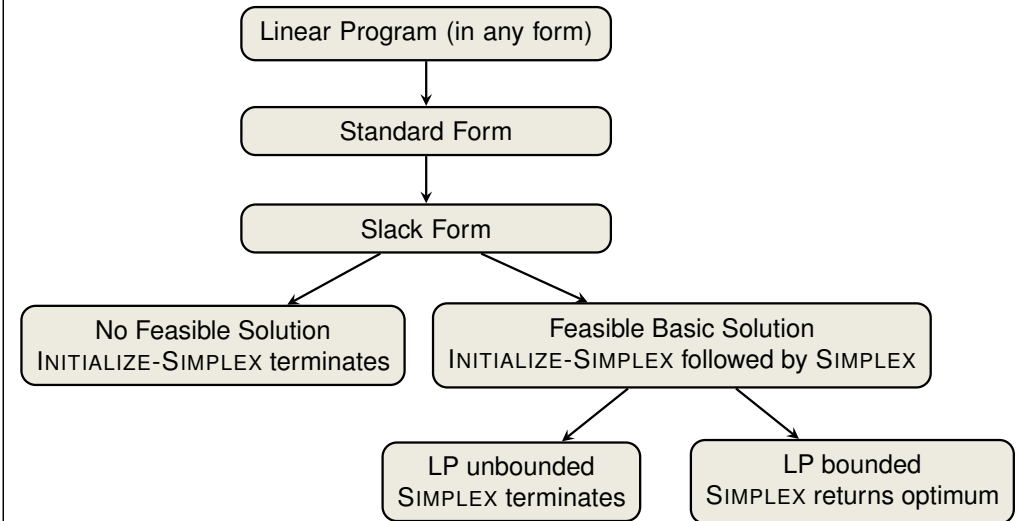 Linear Program (in any form)
Standard Form
Slack Form
No Feasible Solution
INITIALIZE-SIMPLEX terminates
Feasible Basic Solution
INITIALIZE-SIMPLEX followed by SIMPLEX
LP unbounded
SIMPLEX terminates
LP bounded
SIMPLEX returns optimum